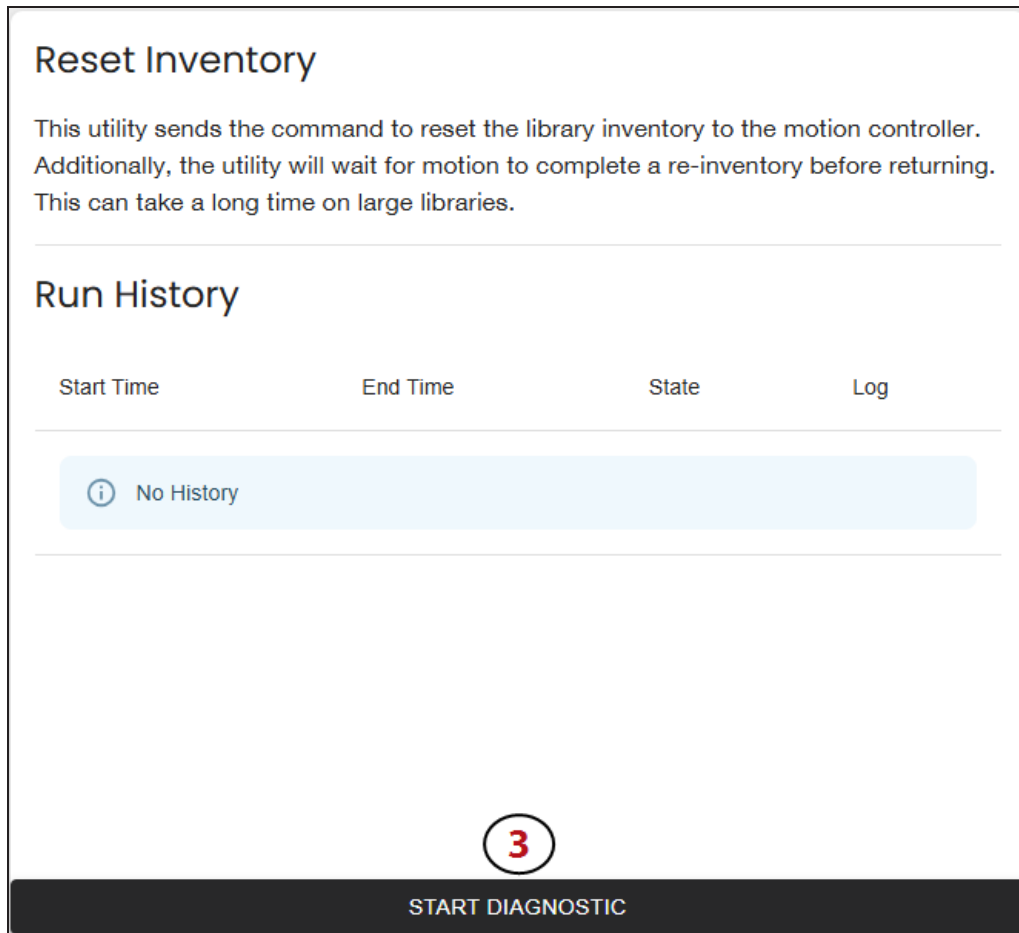 Reset Inventory
This utility sends the command to reset the library inventory to the motion controller.
Additionally, the utility will wait for motion to complete a re-inventory before returning.
This can take a long time on large libraries.
Run History
Start Time End Time State Log
No History
3
START DIAGNOSTIC